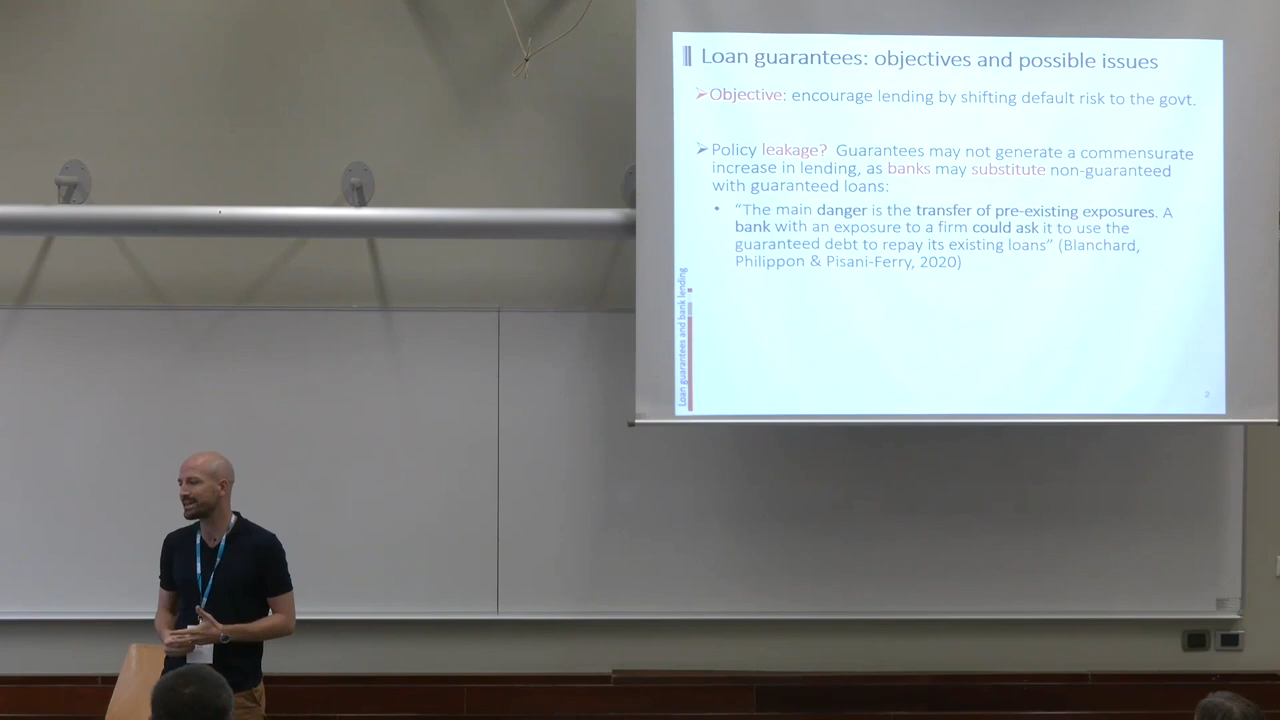 Loan guarantees: objectives and possible issues
➢Objective: encourage lending by shifting default risk to the govt.
➢Policy leakage? Guarantees may not generate a commensurate
increase in lending, as banks may substitute non-guaranteed
with guaranteed loans:
• “The main danger is the transfer of pre-existing exposures. A
bank with an exposure to a firm could ask it to use the
guaranteed debt to repay its existing loans” (Blanchard,
Philippon & Pisani-Ferry, 2020)
Loan guarantees and bank lending
2